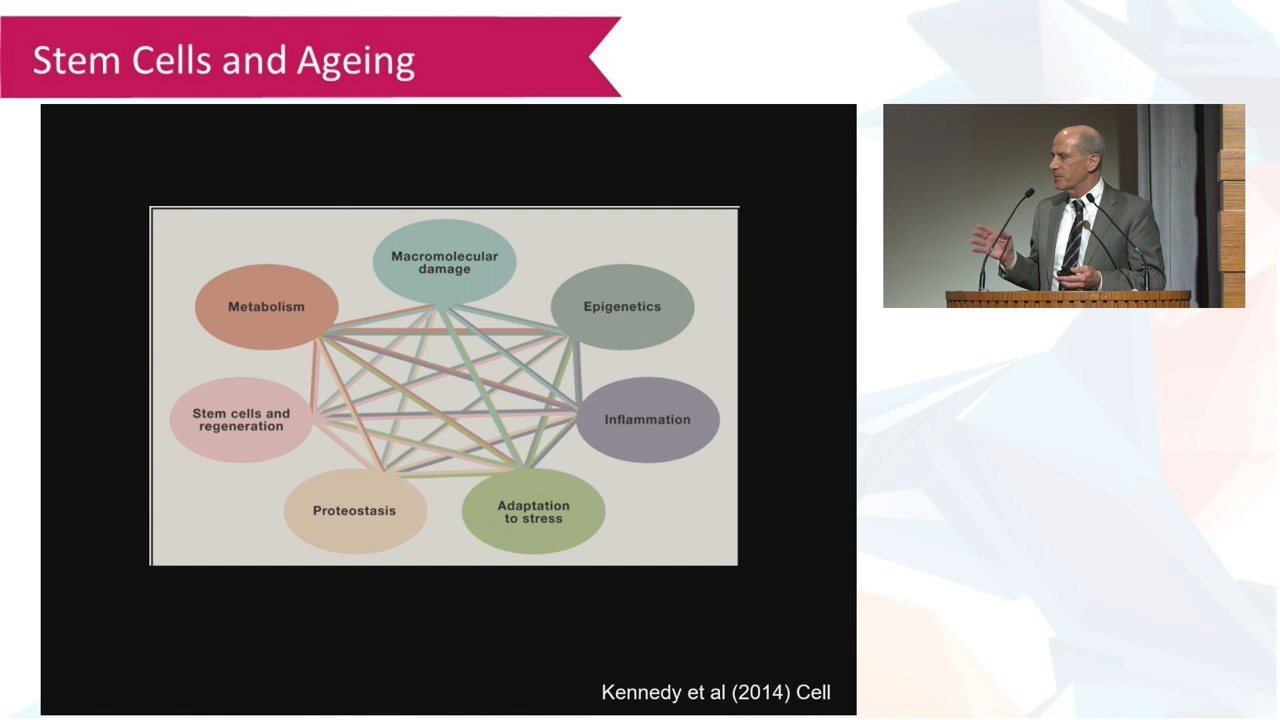 Stem Cells and Ageing
Macromolecular
damage
Metabolism
Epigenetics
Stem cells and
regeneration
Inflammation
Proteostasis
Adaptation
to stress
Kennedy et al (2014) Cell